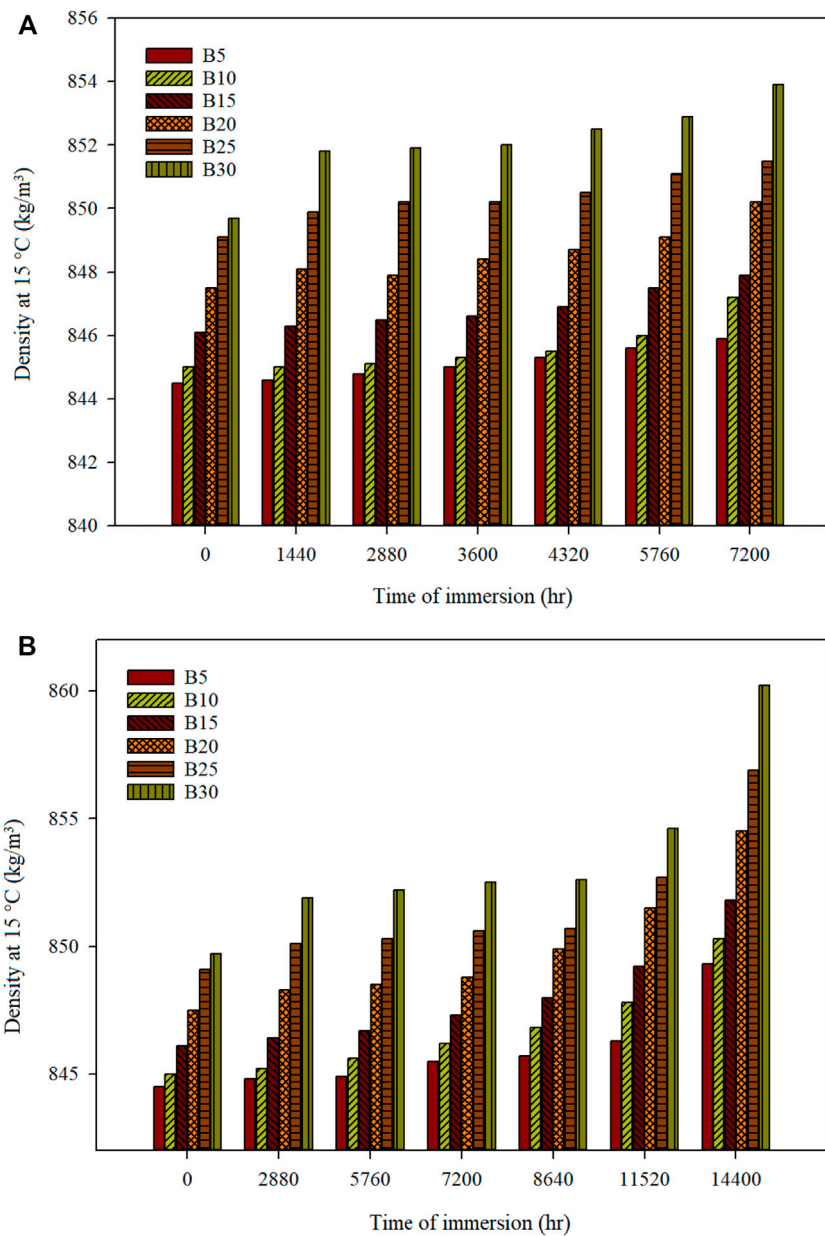 A
856
854
852
850
848
846
844
842
840
Density at 15 °C (kg/m³)
B5
B10
B15
B20
B25
B30
0 1440 2880 3600 4320 5760 7200
Time of immersion (hr)
B
860
855
850
845
Density at 15 °C (kg/m³)
B5
B10
B15
B20
B25
B30
0 2880 5760 7200 8640 11520 14400
Time of immersion (hr)